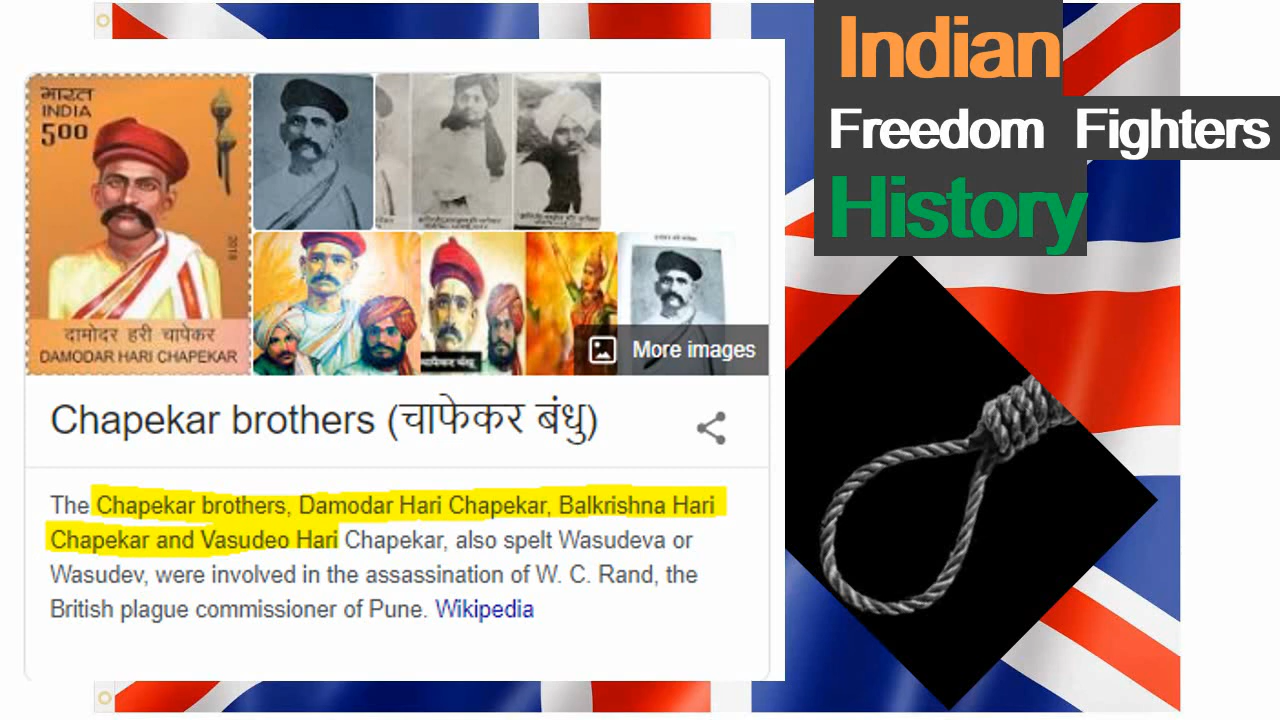 Indian
Freedom Fighters
History
भारत
INDIA
500
2018
दामोदर हरी चापेकर
DAMODAR HARI CHAPEKAR
More images
Chapekar brothers (चाफेकर बंधु)
The Chapekar brothers, Damodar Hari Chapekar, Balkrishna Hari
Chapekar and Vasudeo Hari Chapekar, also spelt Wasudeva or
Wasudev, were involved in the assassination of W. C. Rand, the
British plague commissioner of Pune. Wikipedia